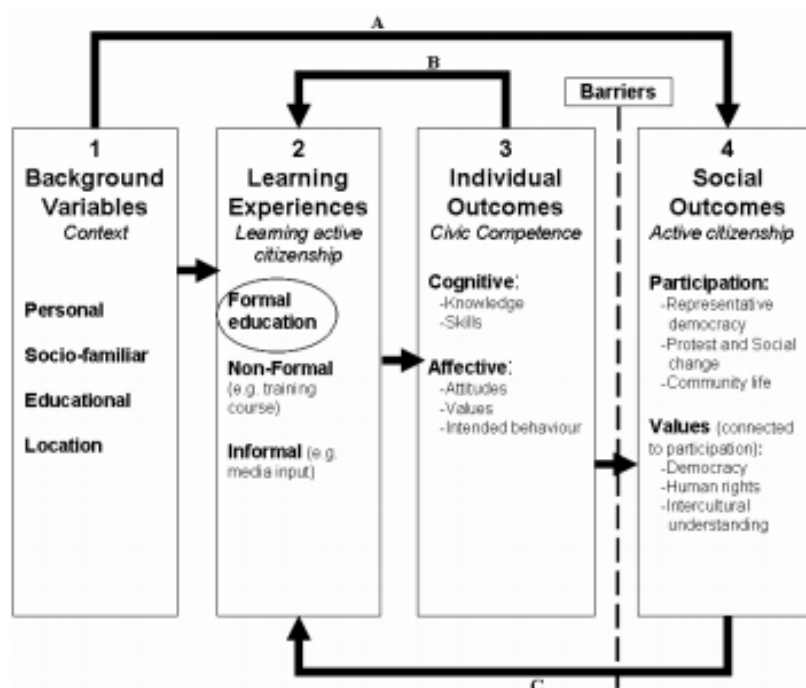 A
B
Barriers
1
Background
Variables
Context
Personal
Socio-familiar
Educational
Location
2
Learning
Experiences
Learning active
citizenship
Formal
education
Non-Formal
(e.g. training
course)
Informal (e.g.
media input)
3
Individual
Outcomes
Civic Competence
Cognitive:
-Knowledge
-Skills
Affective:
-Attitudes
-Values
-Intended behaviour
4
Social
Outcomes
Active citizenship
Participation:
-Representative
democracy
-Protest and Social
change
-Community life
Values (connected
to participation):
-Democracy
-Human rights
-Intercultural
understanding
C